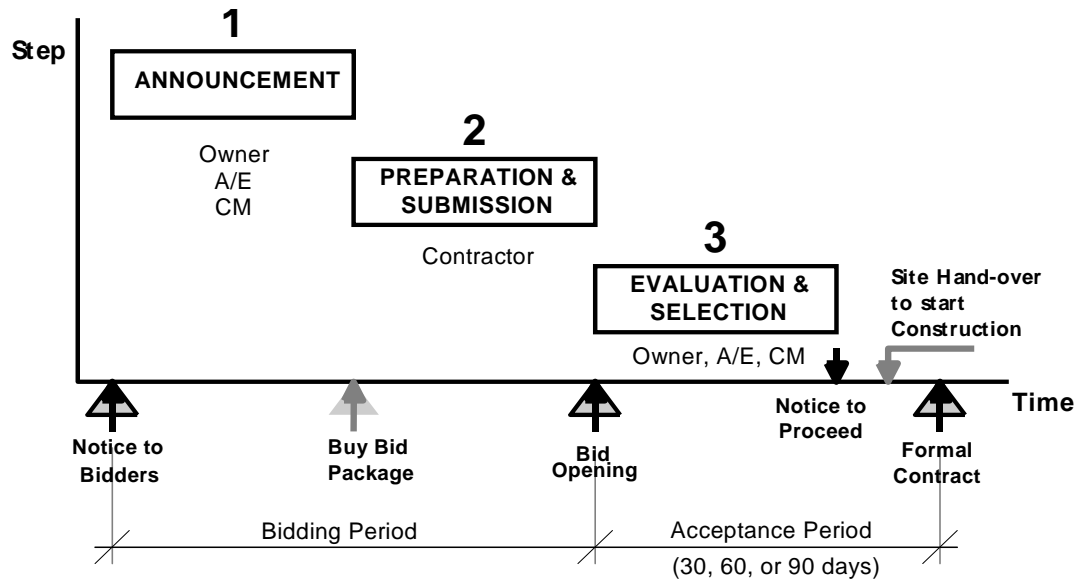 Step
1
ANNOUNCEMENT
Owner
A/E
CM
2
PREPARATION &
SUBMISSION
Contractor
3
EVALUATION &
SELECTION
Owner, A/E, CM
Site Hand-over
to start
Construction
Time
Notice to
Bidders
Buy Bid
Package
Bid
Opening
Notice to
Proceed
Formal
Contract
Bidding Period
Acceptance Period
(30, 60, or 90 days)